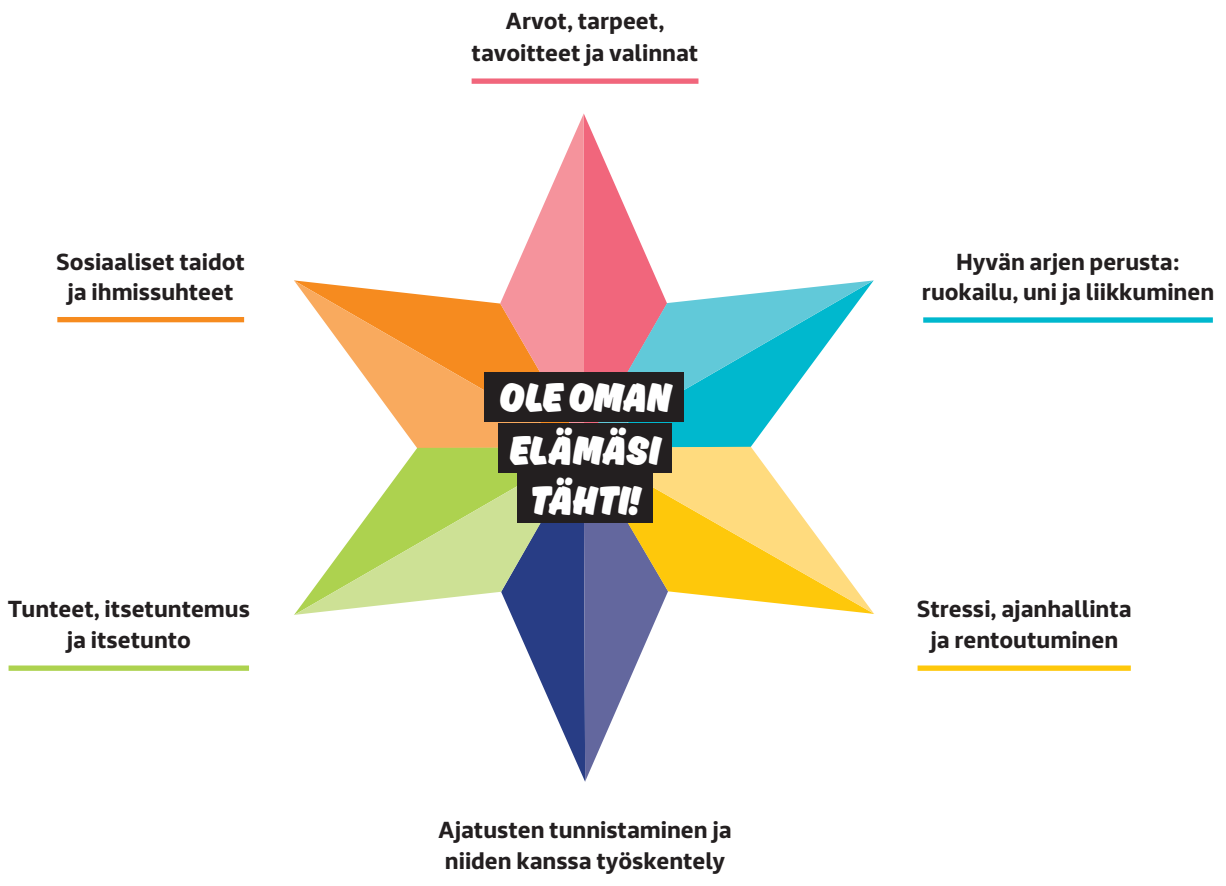 Arvot, tarpeet,
tavoitteet ja valinnat
Sosiaaliset taidot
ja ihmissuhteet
Hyvän arjen perusta:
ruokailu, uni ja liikkuminen
OLE OMAN
ELÄMÄSI
TÄHTI!
Tunteet, itsetuntemus
ja itsetunto
Stressi, ajanhallinta
ja rentoutuminen
Ajatusten tunnistaminen ja
niiden kanssa työskentely